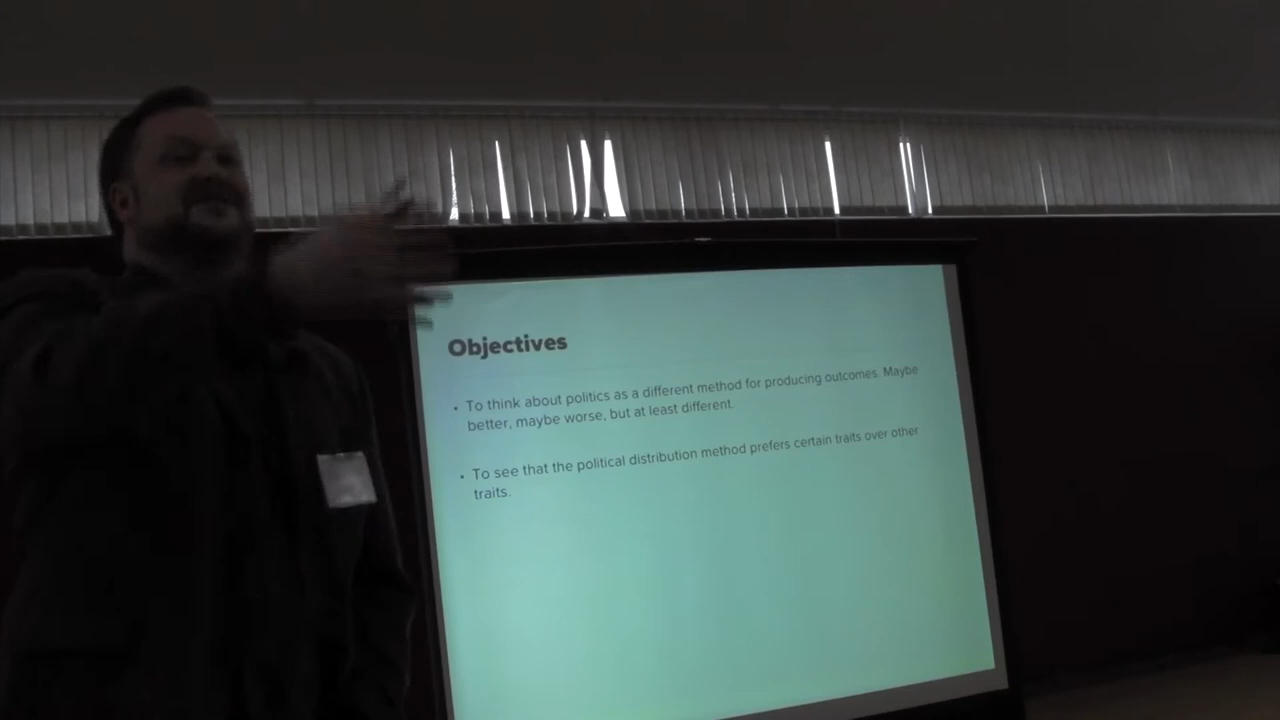 Objectives
• To think about politics as a different method for producing outcomes. Maybe
better, maybe worse, but at least different.
• To see that the political distribution method prefers certain traits over other
traits.